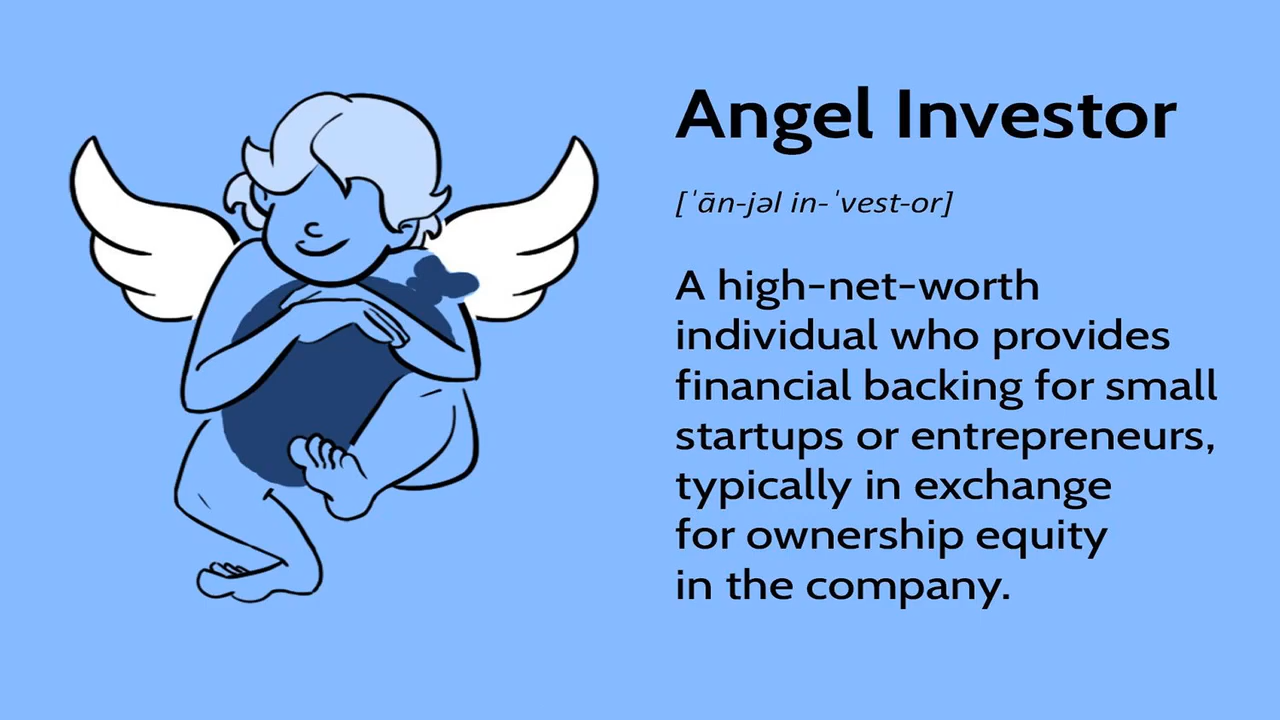 Angel Investor
[ˈān-jəl in-ˈvest-or]
A high-net-worth
individual who provides
financial backing for small
startups or entrepreneurs,
typically in exchange
for ownership equity
in the company.